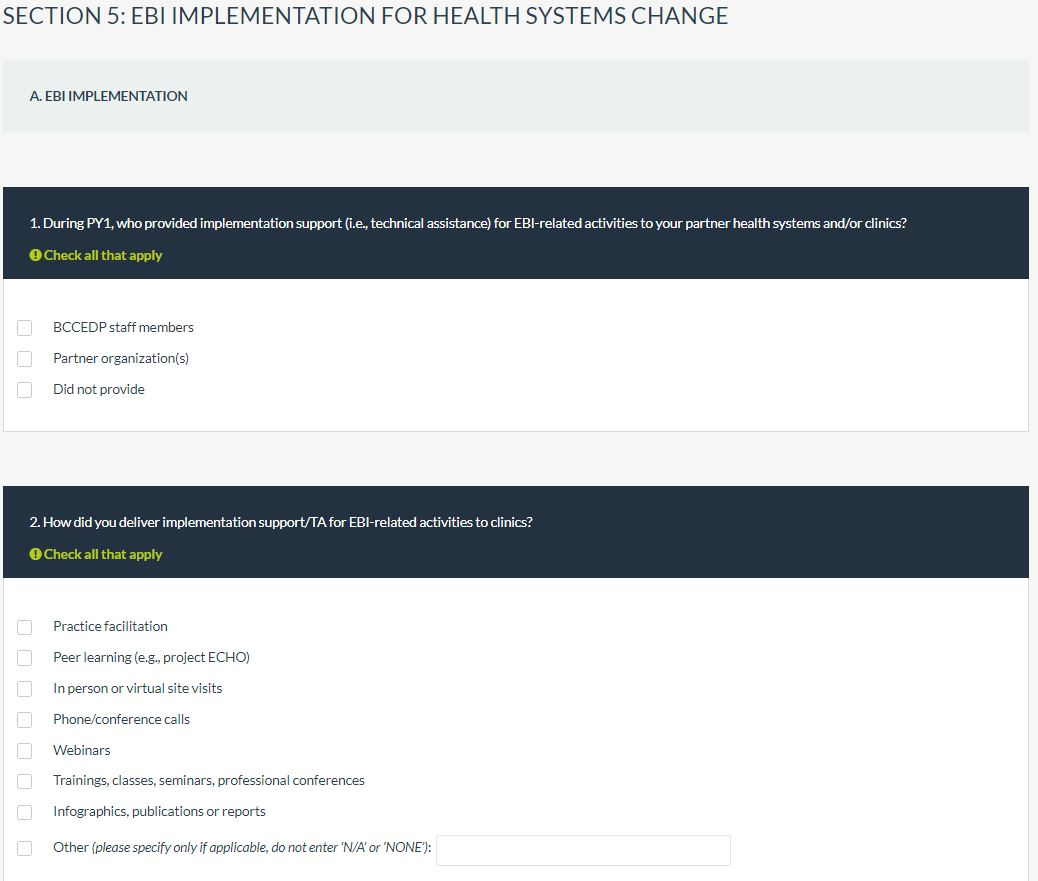 SECTION 5: EBI IMPLEMENTATION FOR HEALTH SYSTEMS CHANGE
A. EBI IMPLEMENTATION
1. During PY1, who provided implementation support (i.e., technical assistance) for EBI-related activities to your partner health systems and/or clinics?
Check all that apply
BCCEDP staff members
Partner organization(s)
Did not provide
2. How did you deliver implementation support/TA for EBI-related activities to clinics?
Check all that apply
Practice facilitation
Peer learning (e.g., project ECHO)
In person or virtual site visits
Phone/conference calls
Webinars
Trainings, classes, seminars, professional conferences
Infographics, publications or reports
Other (please specify only if applicable, do not enter ‘N/A’ or ‘NONE’):